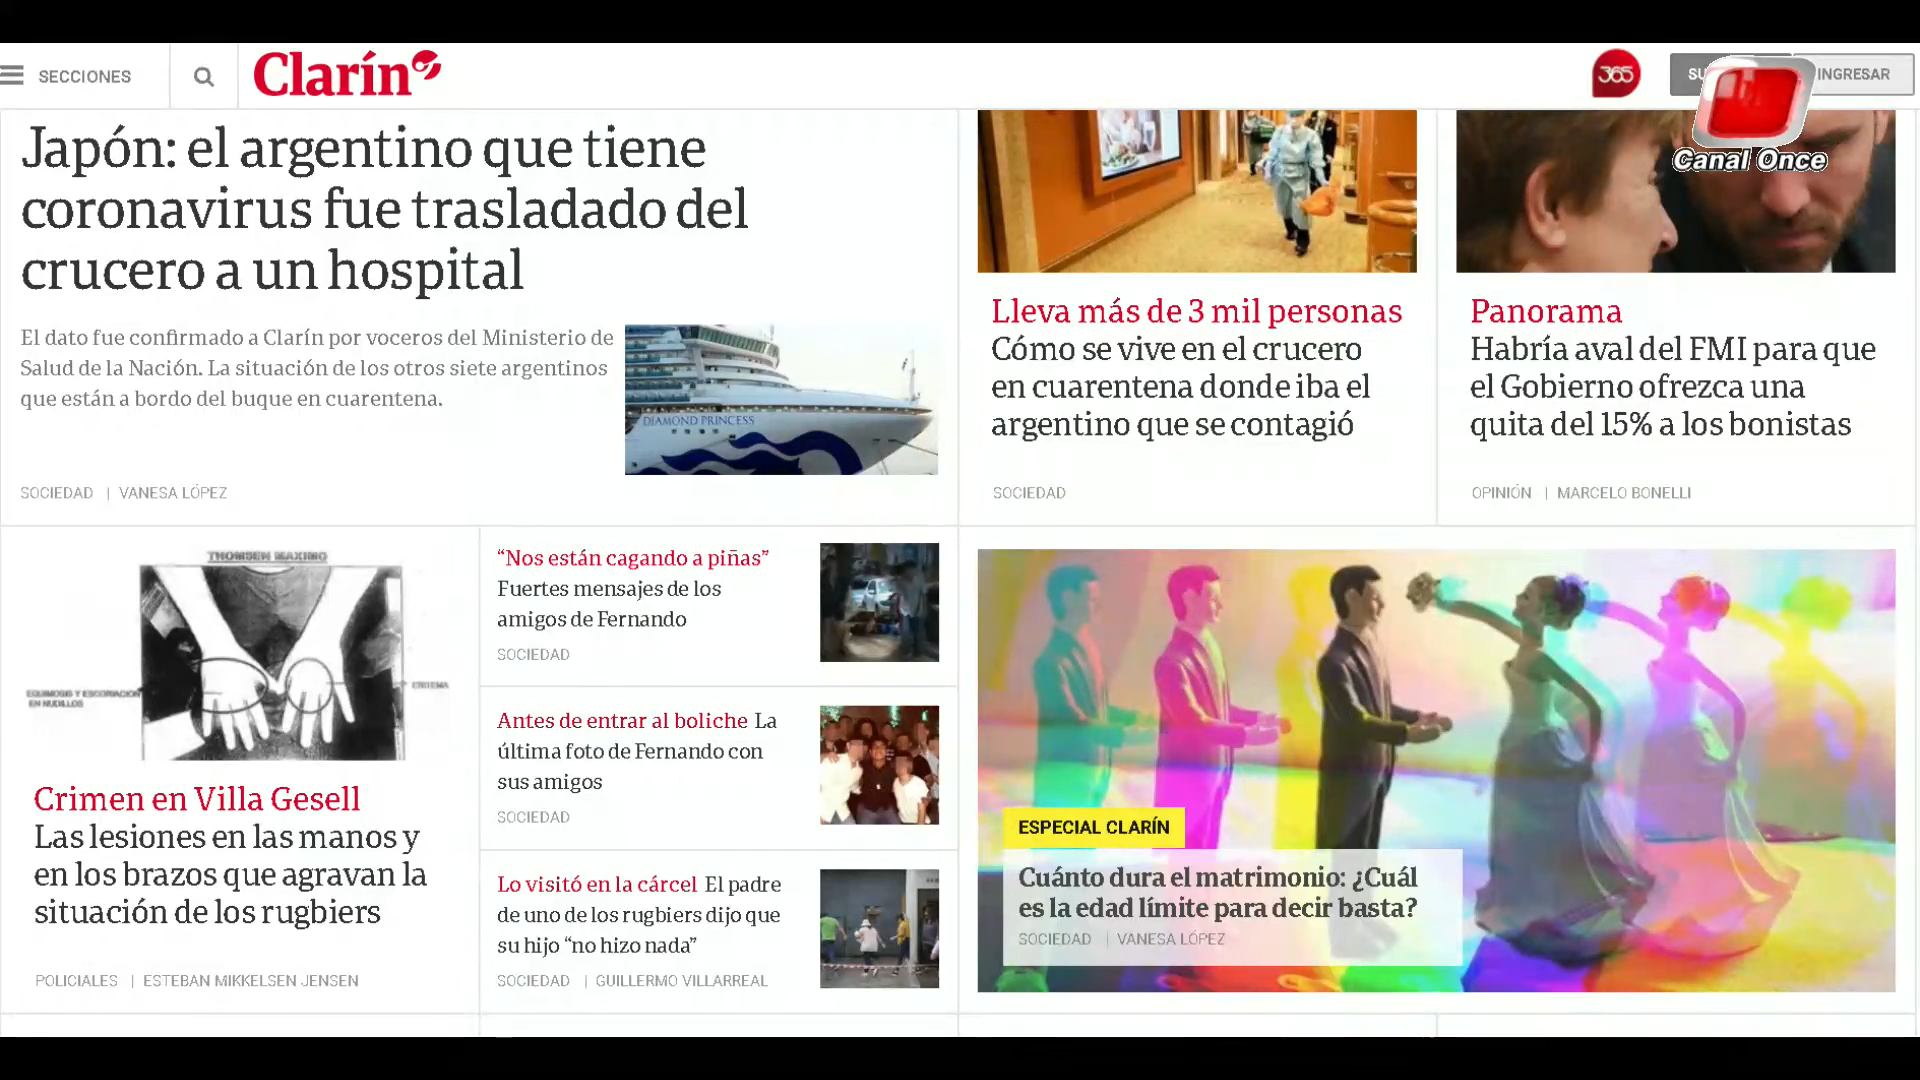 SECCIONES
Clarín
365
SU
INGRESAR
Canal Once
Japón: el argentino que tiene
coronavirus fue trasladado del
crucero a un hospital
El dato fue confirmado a Clarín por voceros del Ministerio de
Salud de la Nación. La situación de los otros siete argentinos
que están a bordo del buque en cuarentena.
DIAMOND PRINCESS
SOCIEDAD | VANESA LÓPEZ
Lleva más de 3 mil personas
Cómo se vive en el crucero
en cuarentena donde iba el
argentino que se contagió
SOCIEDAD
Panorama
Habría aval del FMI para que
el Gobierno ofrezca una
quita del 15% a los bonistas
OPINIÓN | MARCELO BONELLI
THOMSEN MAXIMO
EQUIMOSIS Y ESCORIACION
EN NUDILLOS
Crimen en Villa Gesell
Las lesiones en las manos y
en los brazos que agravan la
situación de los rugbiers
POLICIALES | ESTEBAN MIKKELSEN JENSEN
“Nos están cagando a piñas”
Fuertes mensajes de los
amigos de Fernando
SOCIEDAD
Antes de entrar al boliche La
última foto de Fernando con
sus amigos
SOCIEDAD
Lo visitó en la cárcel El padre
de uno de los rugbiers dijo que
su hijo “no hizo nada”
SOCIEDAD | GUILLERMO VILLARREAL
ESPECIAL CLARÍN
Cuánto dura el matrimonio: ¿Cuál
es la edad límite para decir basta?
SOCIEDAD | VANESA LÓPEZ